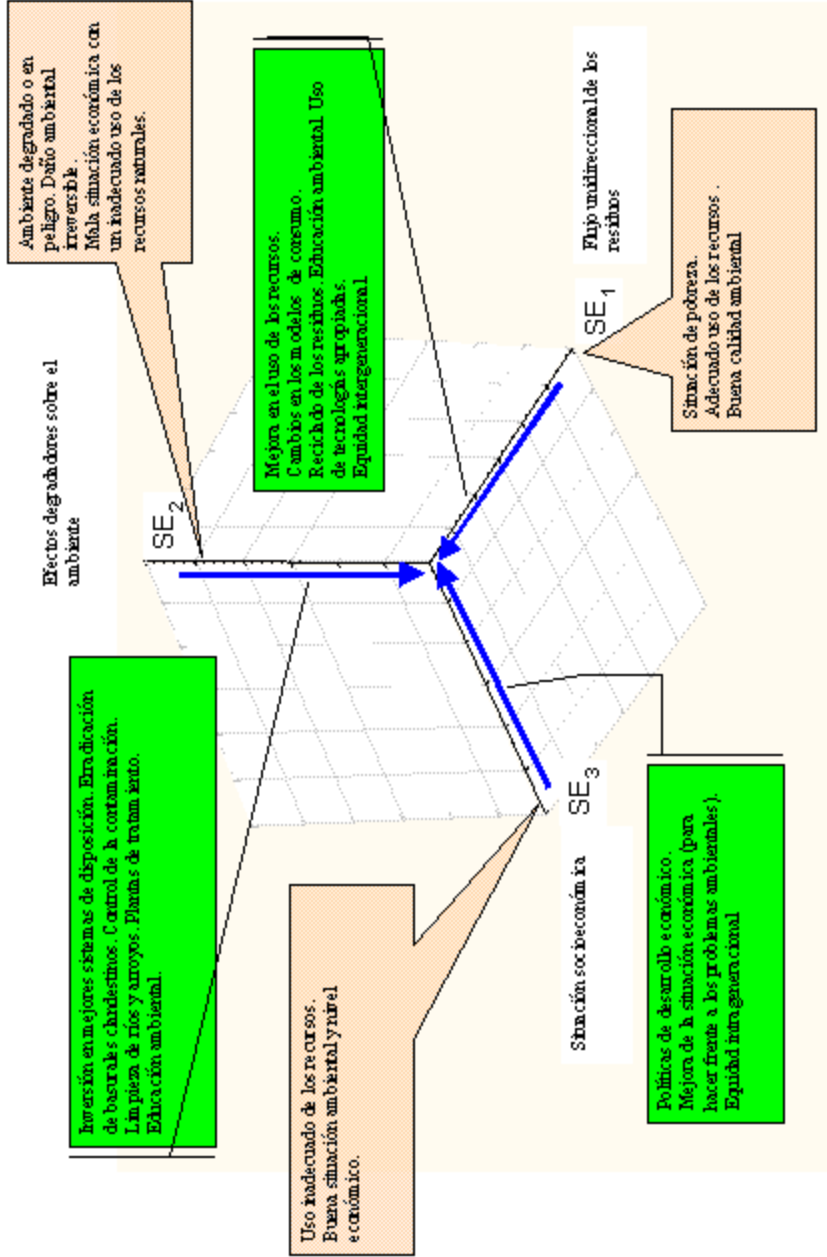 Efectos degradadores sobre el
ambiente
Ambiente degradado o en
peligro. Daño ambiental
irreversible.
Mala situación económica con
un inadecuado uso de los
recursos naturales.
Inversión en mejores sistemas de disposición. Erradicación
de basurales clandestinos. Control de la contaminación.
Limpieza de ríos y arroyos. Plantas de tratamiento.
Educación ambiental.
SE2
Mejora en el uso de los recursos.
Cambios en los modelos de consumo.
Reciclado de los residuos. Educación ambiental. Uso
de tecnologías apropiadas.
Equidad intergeneracional
Uso inadecuado de los recursos.
Buena situación ambiental y nivel
económico.
SE3
SE1
Situación socioeconómica
Flujo unidireccional de los
residuos
Políticas de desarrollo económico.
Mejora de la situación económica (para
hacer frente a los problemas ambientales).
Equidad intrageneracional
Situación de pobreza.
Adecuado uso de los recursos.
Buena calidad ambiental